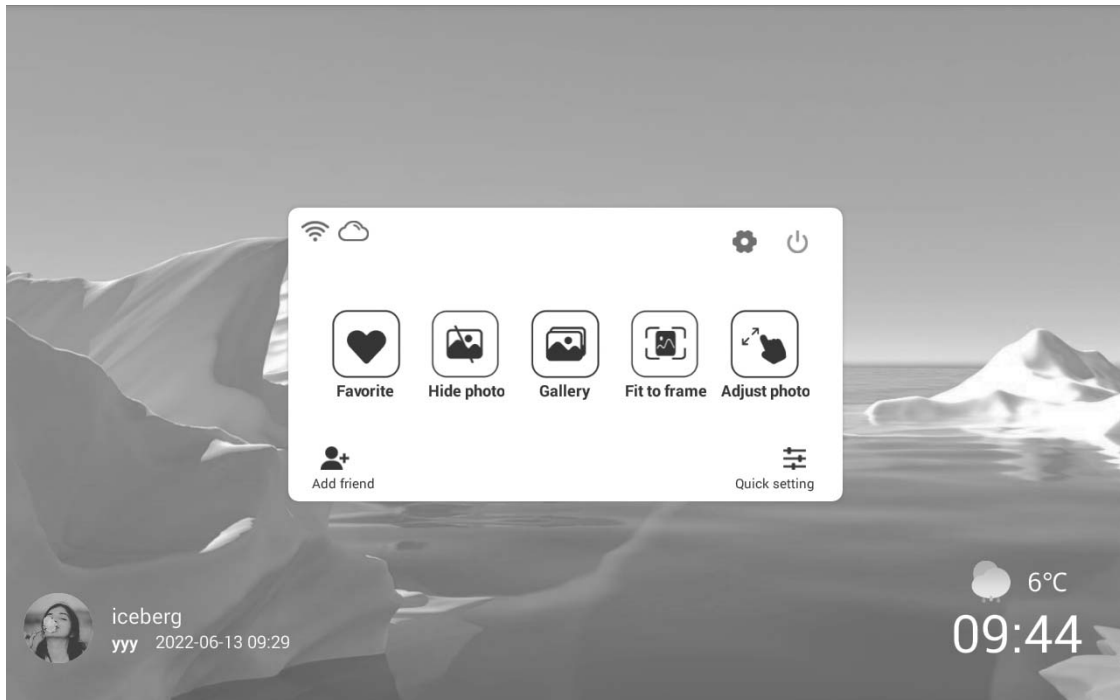 Favorite
Hide photo
Gallery
Fit to frame
Adjust photo
Add friend
Quick setting
iceberg
yyy 2022-06-13 09:29
6°C
09:44